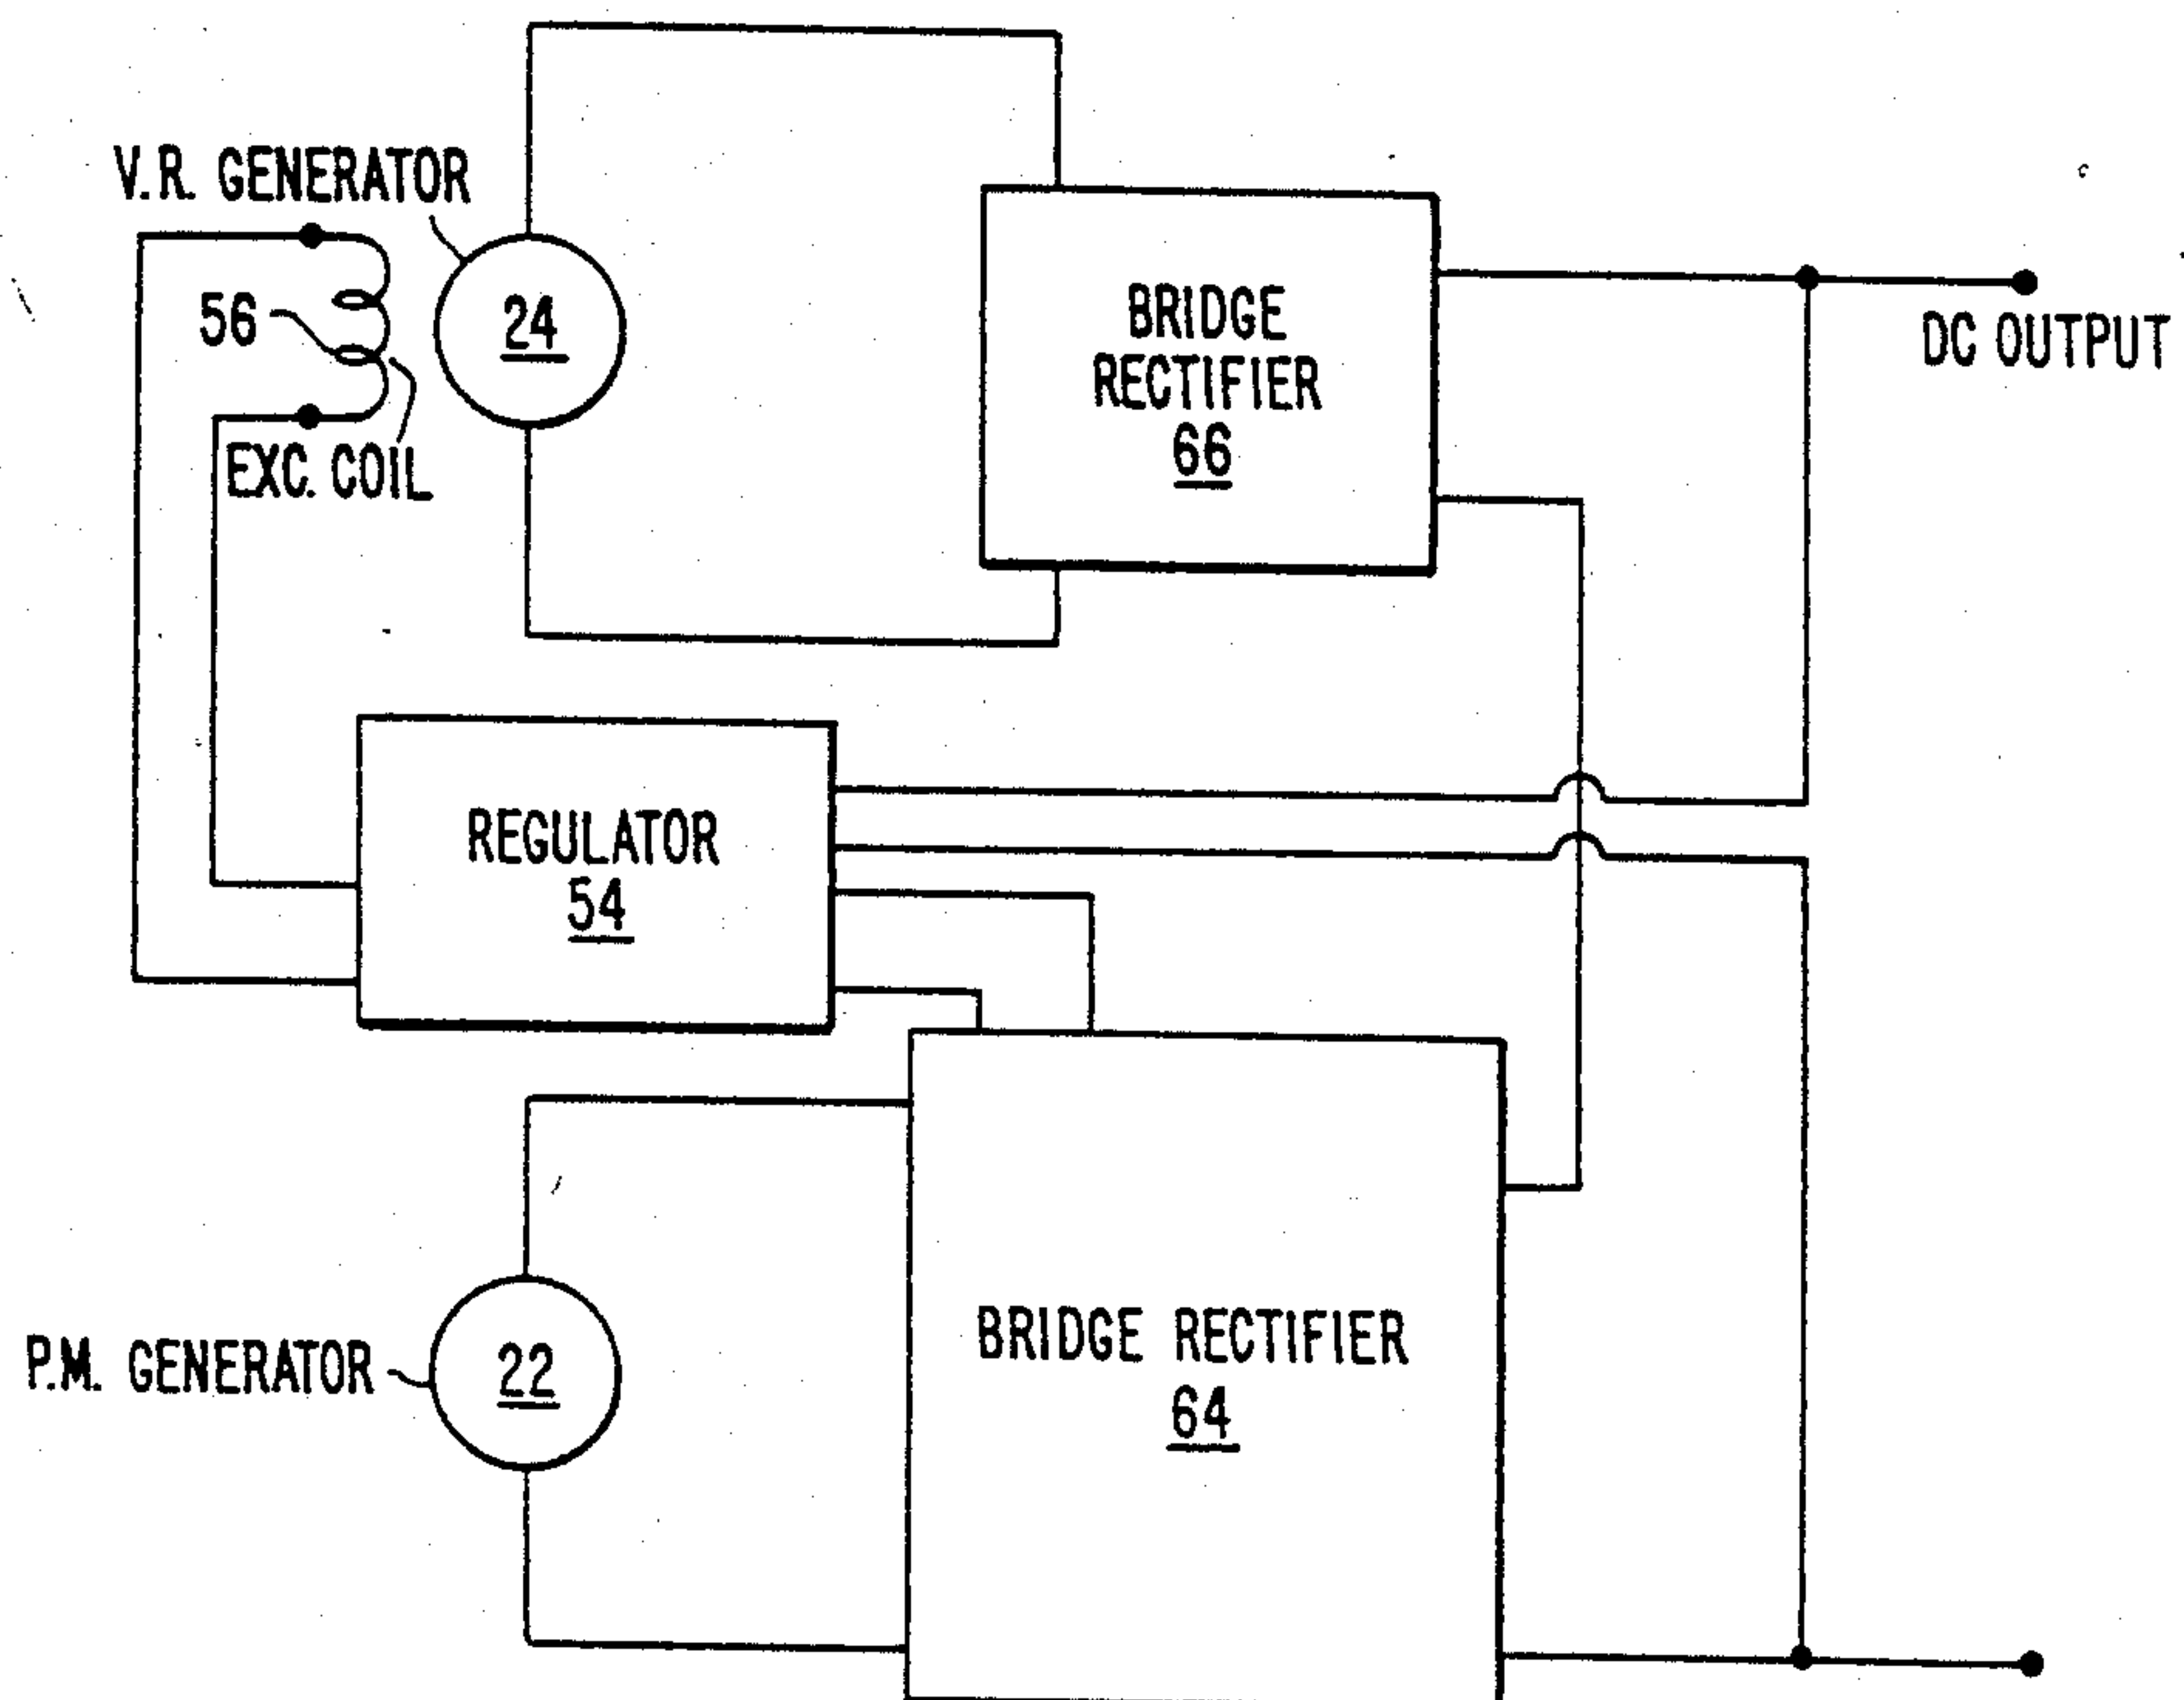 V.R. GENERATOR
24
56
EXC. COIL
BRIDGE
RECTIFIER
66
DC OUTPUT
REGULATOR
54
P.M. GENERATOR
22
BRIDGE RECTIFIER
64